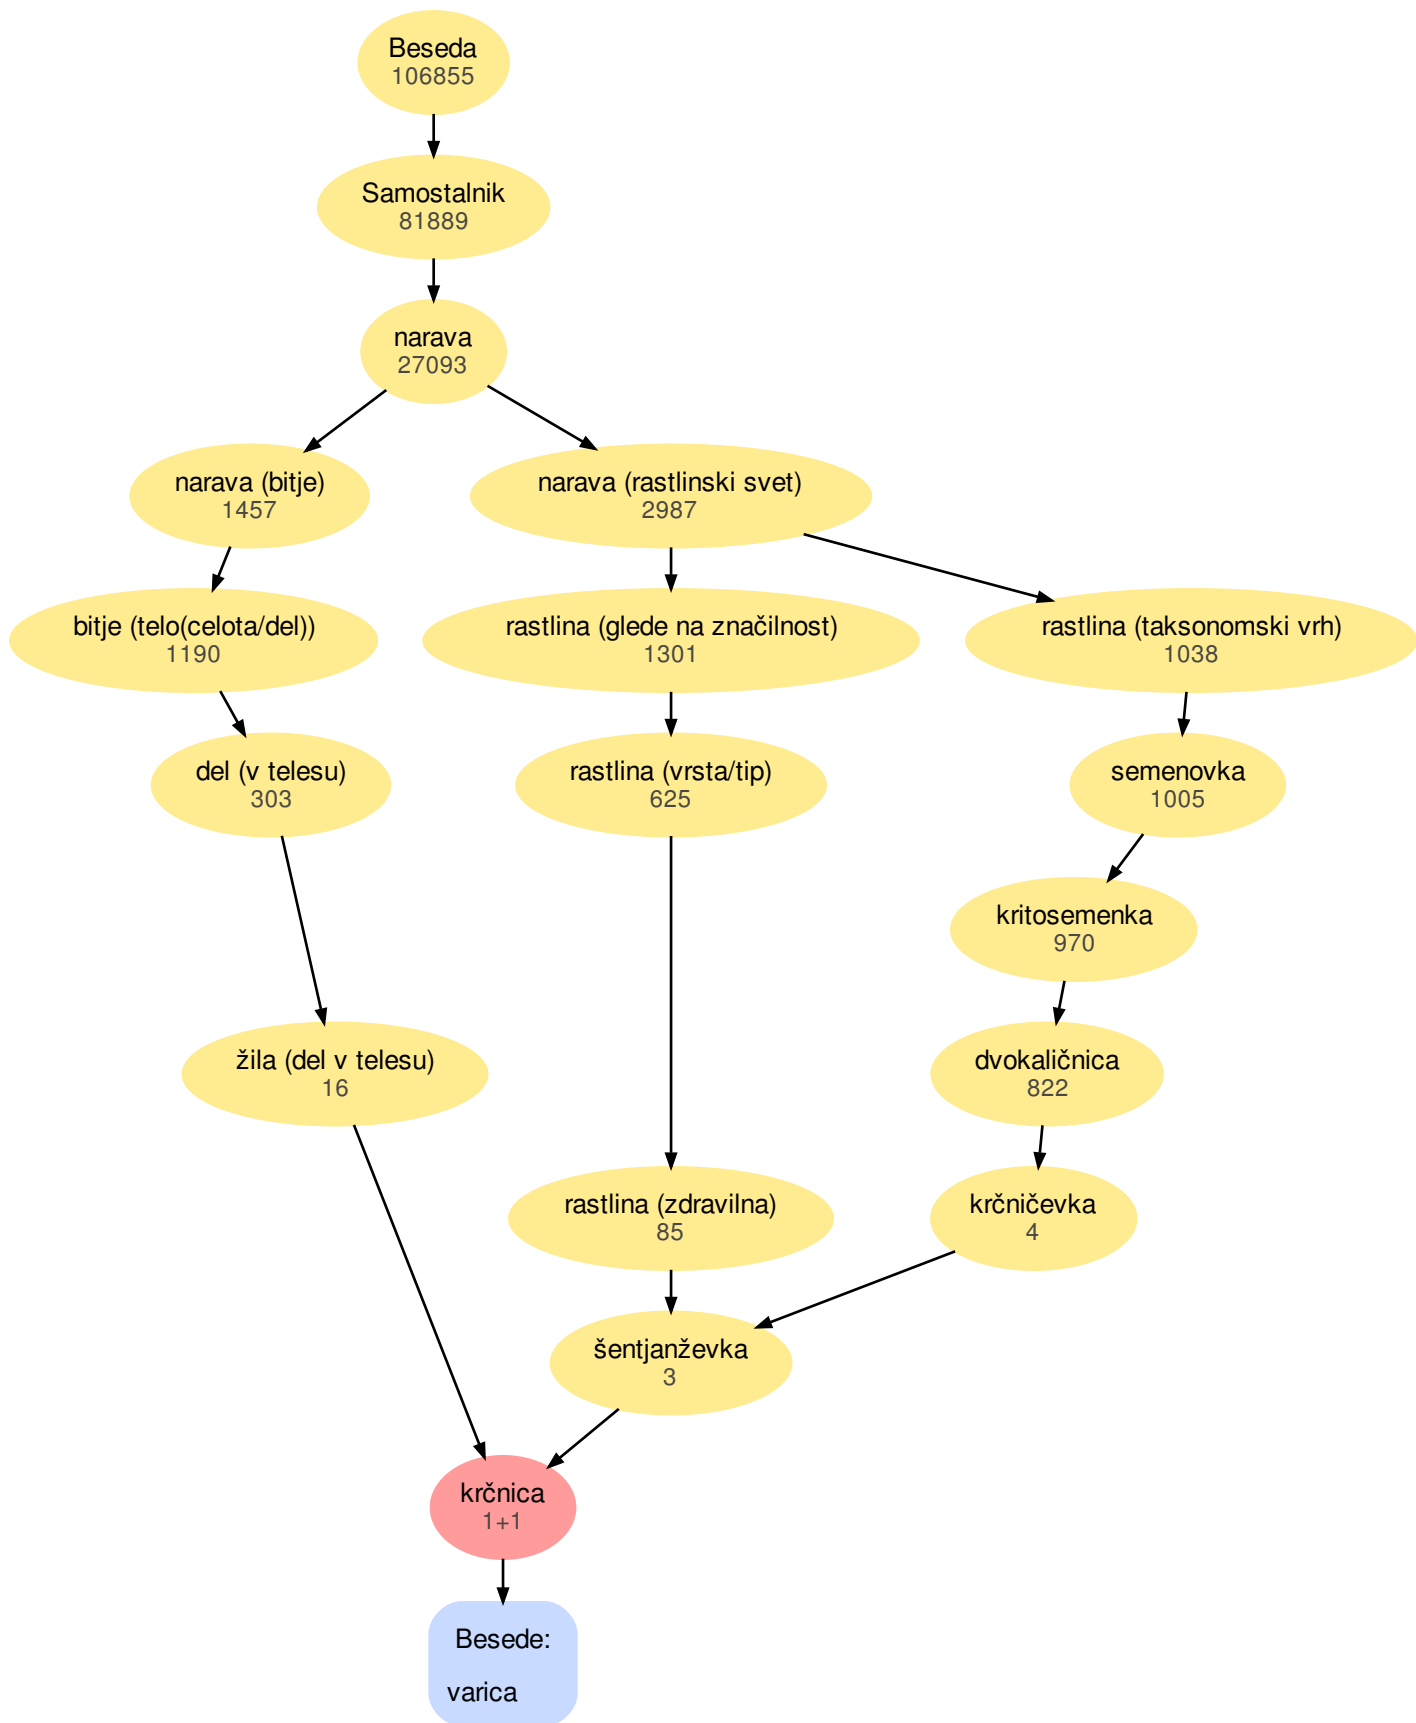 Beseda
106855
Samostalnik
81889
narava
27093
narava (bitje)
1457
narava (rastlinski svet)
2987
bitje (telo(celota/del))
1190
rastlina (glede na značilnost)
1301
rastlina (taksonomski vrh)
1038
del (v telesu)
303
rastlina (vrsta/tip)
625
semenovka
1005
kritosemenka
970
žila (del v telesu)
16
dvokaličnica
822
rastlina (zdravilna)
85
krčničevka
4
šentjanževka
3
krčnica
1+1
Besede:
varica